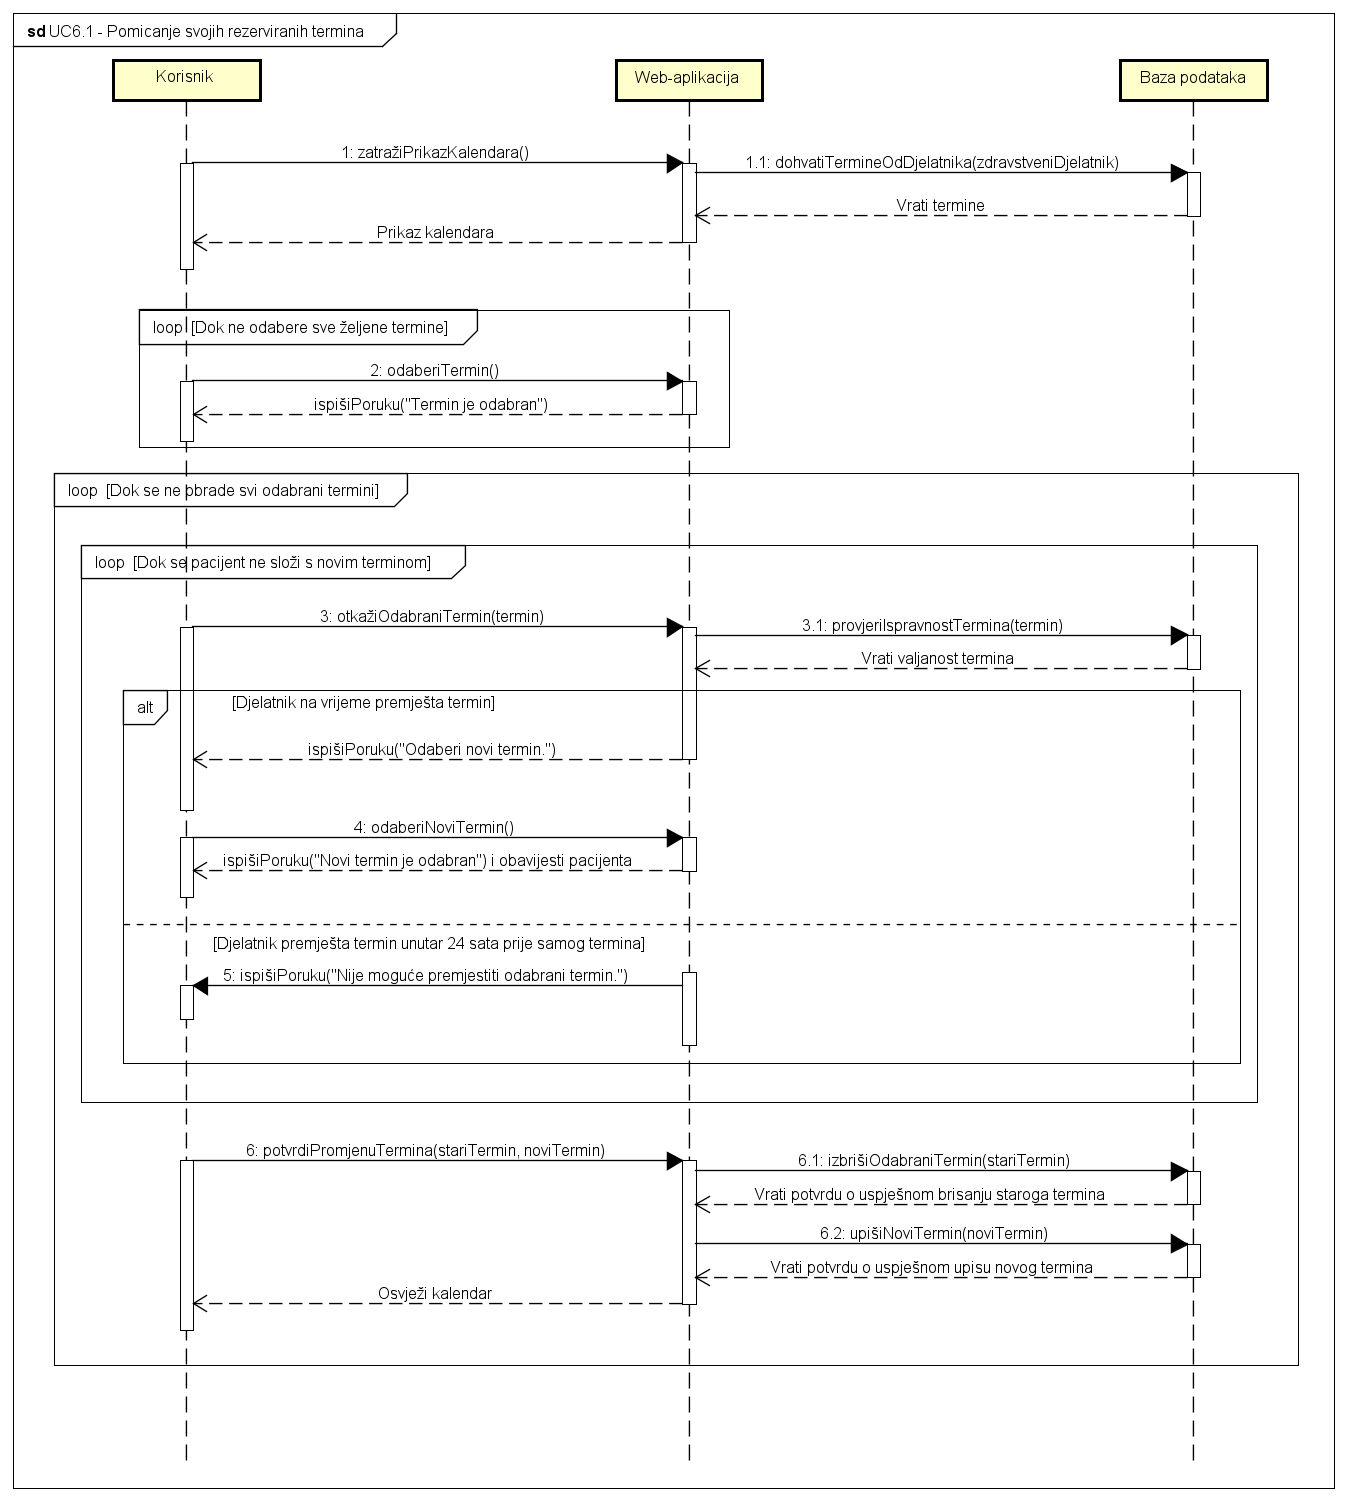 sd UC6.1 - Pomicanje svojih rezerviranih termina
Korisnik
Web-aplikacija
Baza podataka
1: zatražiPrikazKalendara()
1.1: dohvatiTermineOdDjelatnika(zdravstveniDjelatnik)
Vrati termine
Prikaz kalendara
loop [Dok ne odabere sve željene termine]
2: odaberiTermin()
ispišiPoruku("Termin je odabran")
loop [Dok se ne obrade svi odabrani termini]
loop [Dok se pacijent ne složi s novim terminom]
3: otkažiOdabraniTermin(termin)
3.1: provjeriIspravnostTermina(termin)
Vrati valjanost termina
alt
[Djelatnik na vrijeme premješta termin]
ispišiPoruku("Odaberi novi termin.")
4: odaberiNoviTermin()
ispišiPoruku("Novi termin je odabran") i obavijesti pacijenta
[Djelatnik premješta termin unutar 24 sata prije samog termina]
5: ispišiPoruku("Nije moguće premjestiti odabrani termin.")
6: potvrdiPromjenuTermina(stariTermin, noviTermin)
6.1: izbrišiOdabraniTermin(stariTermin)
Vrati potvrdu o uspješnom brisanju staroga termina
6.2: upišiNoviTermin(noviTermin)
Vrati potvrdu o uspješnom upisu novog termina
Osvježi kalendar